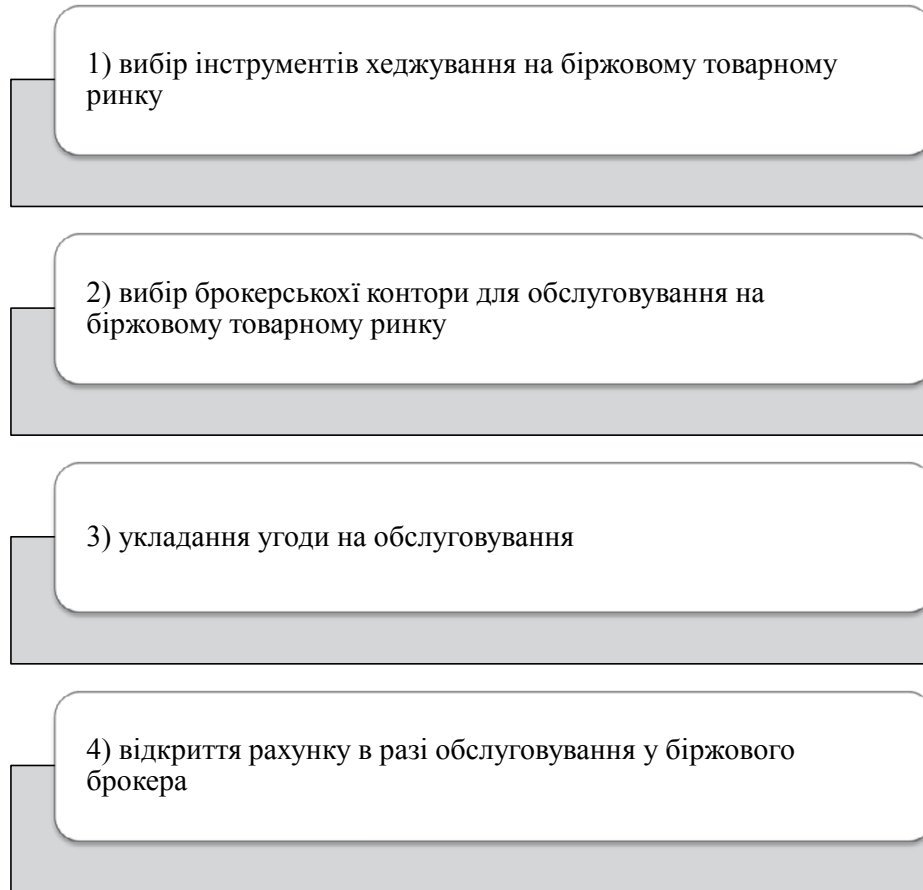 1) вибір інструментів хеджування на біржовому товарному
ринку
2) вибір брокерськохї контори для обслуговування на
біржовому товарному ринку
3) укладання угоди на обслуговування
4) відкриття рахунку в разі обслуговування у біржового
брокера